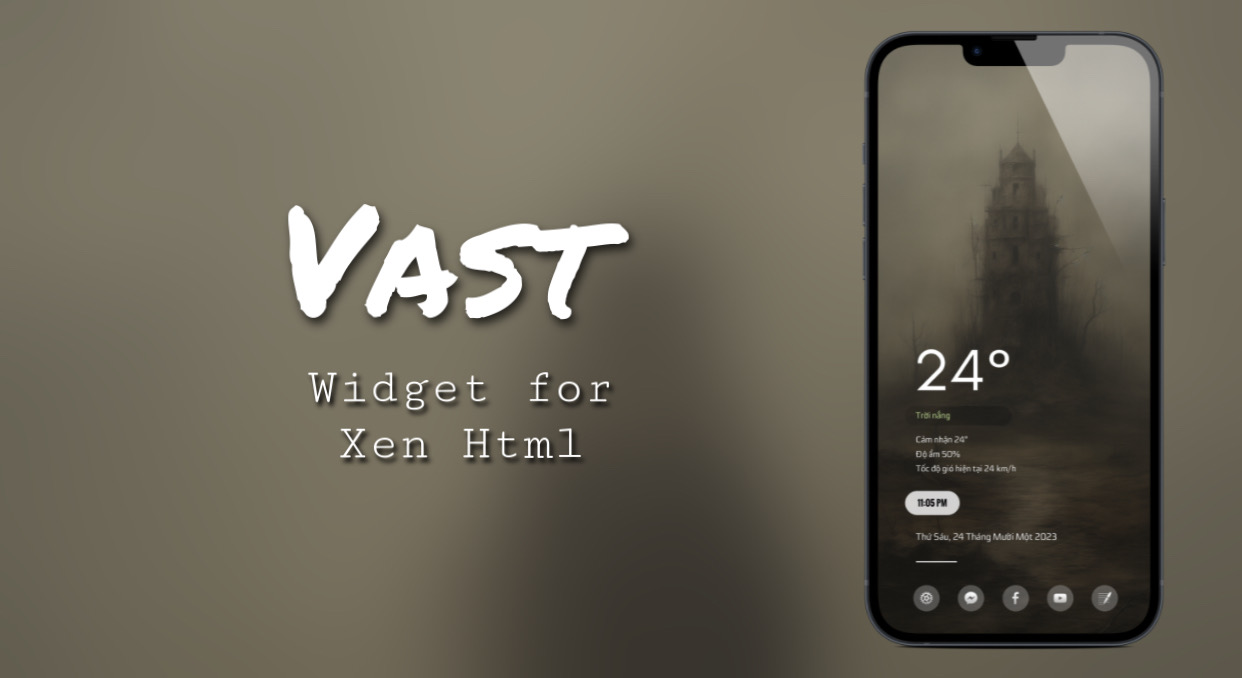 Vast
Widget for
Xen Html
24°
Trời nắng
Cảm nhận 24°
Độ ẩm 50%
Tốc độ gió hiện tại 24 km/h
11:05 PM
Thứ Sáu, 24 Tháng Mười Một 2023